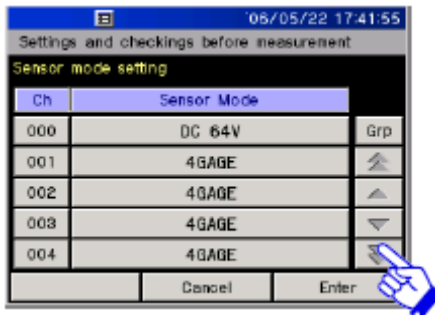 '06/05/22 17:41:55
Settings and checkings before measurement
Sensor mode setting
Ch Sensor Mode
000 DC 64V Grp
001 4GAGE
002 4GAGE
003 4GAGE
004 4GAGE
Cancel Enter